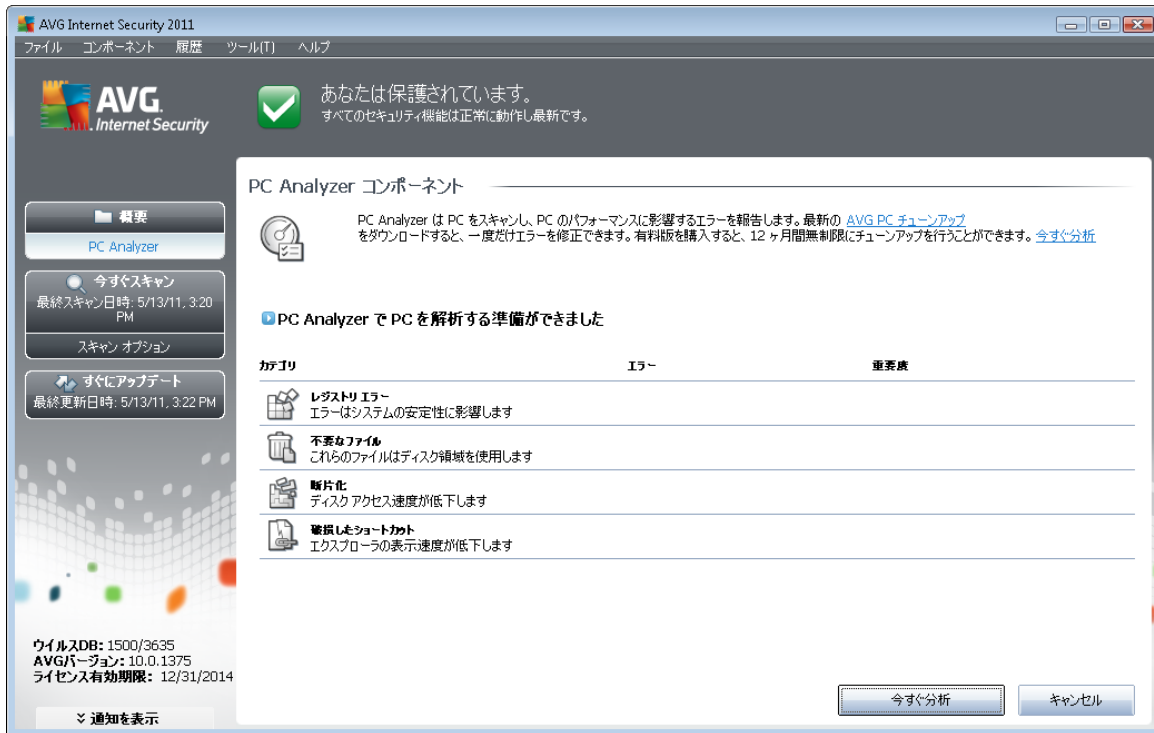 AVG Internet Security 2011
ファイル コンポーネント 履歴 ツール(T) ヘルプ
AVG.
Internet Security
あなたは保護されています。
すべてのセキュリティ機能は正常に動作し最新です。
概要
PC Analyzer
今すぐスキャン
最終スキャン日時: 5/13/11, 3:20
PM
スキャン オプション
すぐにアップデート
最終更新日時: 5/13/11, 3:22 PM
ウイルスDB: 1500/3635
AVGバージョン: 10.0.1375
ライセンス有効期限: 12/31/2014
通知を表示
PC Analyzer コンポーネント
PC Analyzer は PC をスキャンし、PC のパフォーマンスに影響するエラーを報告します。最新の AVG PC チューンアップ
をダウンロードすると、一度だけエラーを修正できます。有料版を購入すると、12 ヶ月間無制限にチューンアップを行うことができます。 今すぐ分析
PC Analyzer で PC を解析する準備ができました
カテゴリ エラー 重要度
レジストリ エラー
エラーはシステムの安定性に影響します
不要なファイル
これらのファイルはディスク領域を使用します
断片化
ディスク アクセス速度が低下します
破損したショートカット
エクスプローラの表示速度が低下します
今すぐ分析 キャンセル